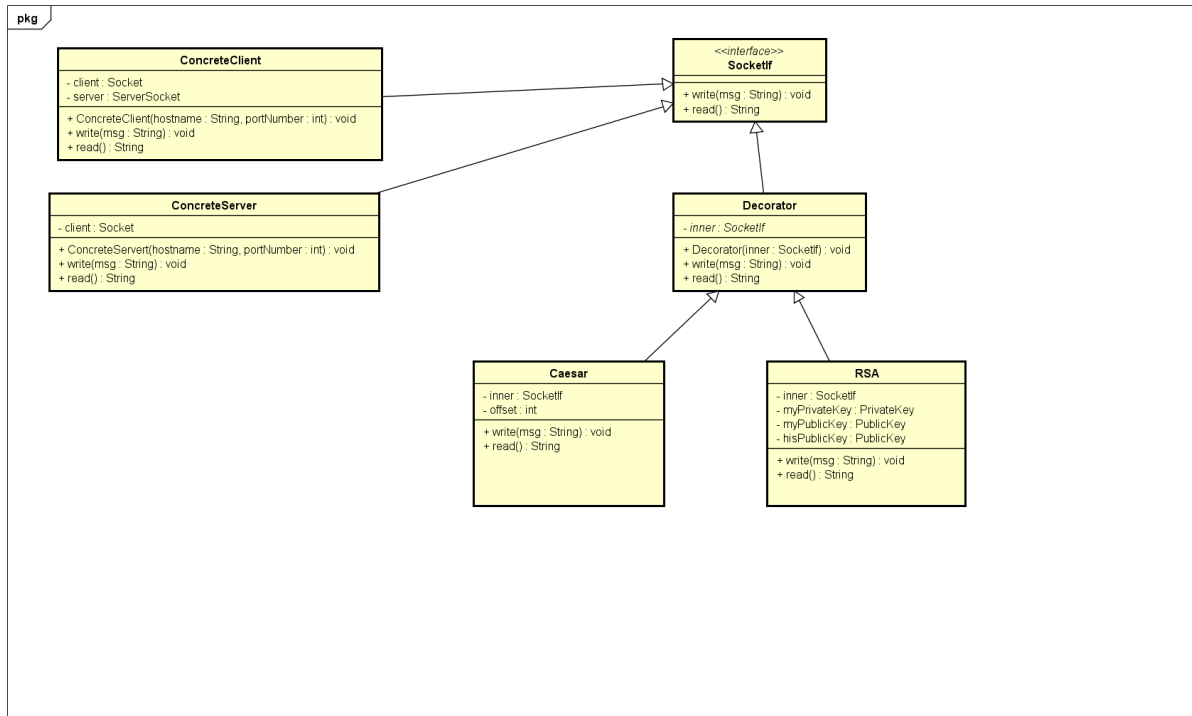 pkg
ConcreteClient
- client : Socket
- server : ServerSocket
+ ConcreteClient(hostname : String, portNumber : int) : void
+ write(msg : String) : void
+ read() : String
<<interface>>
SocketIf
+ write(msg : String) : void
+ read() : String
ConcreteServer
- client : Socket
+ ConcreteServert(hostname : String, portNumber : int) : void
+ write(msg : String) : void
+ read() : String
Decorator
- inner : SocketIf
+ Decorator(inner : SocketIf) : void
+ write(msg : String) : void
+ read() : String
Caesar
- inner : SocketIf
- offset : int
+ write(msg : String) : void
+ read() : String
RSA
- inner : SocketIf
- myPrivateKey : PrivateKey
- myPublicKey : PublicKey
- hisPublicKey : PublicKey
+ write(msg : String) : void
+ read() : String